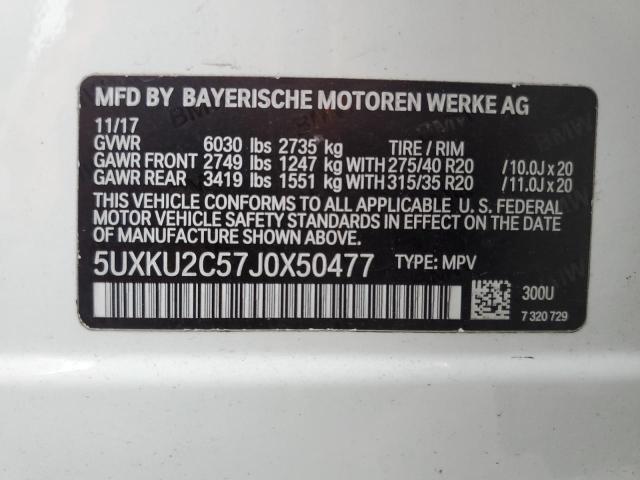 MFD BY BAYERISCHE MOTOREN WERKE AG
11/17
GVWR 6030 lbs 2735 kg TIRE / RIM
GAWR FRONT 2749 lbs 1247 kg WITH 275/40 R20 /10.0J x 20
GAWR REAR 3419 lbs 1551 kg WITH 315/35 R20 /11.0J x 20
THIS VEHICLE CONFORMS TO ALL APPLICABLE, U. S. FEDERAL
MOTOR VEHICLE SAFETY STANDARDS IN EFFECT ON THE DATE
OF MANUFACTURE SHOWN ABOVE.
5UXKU2C57J0X50477 TYPE: MPV
300U
7 320 729